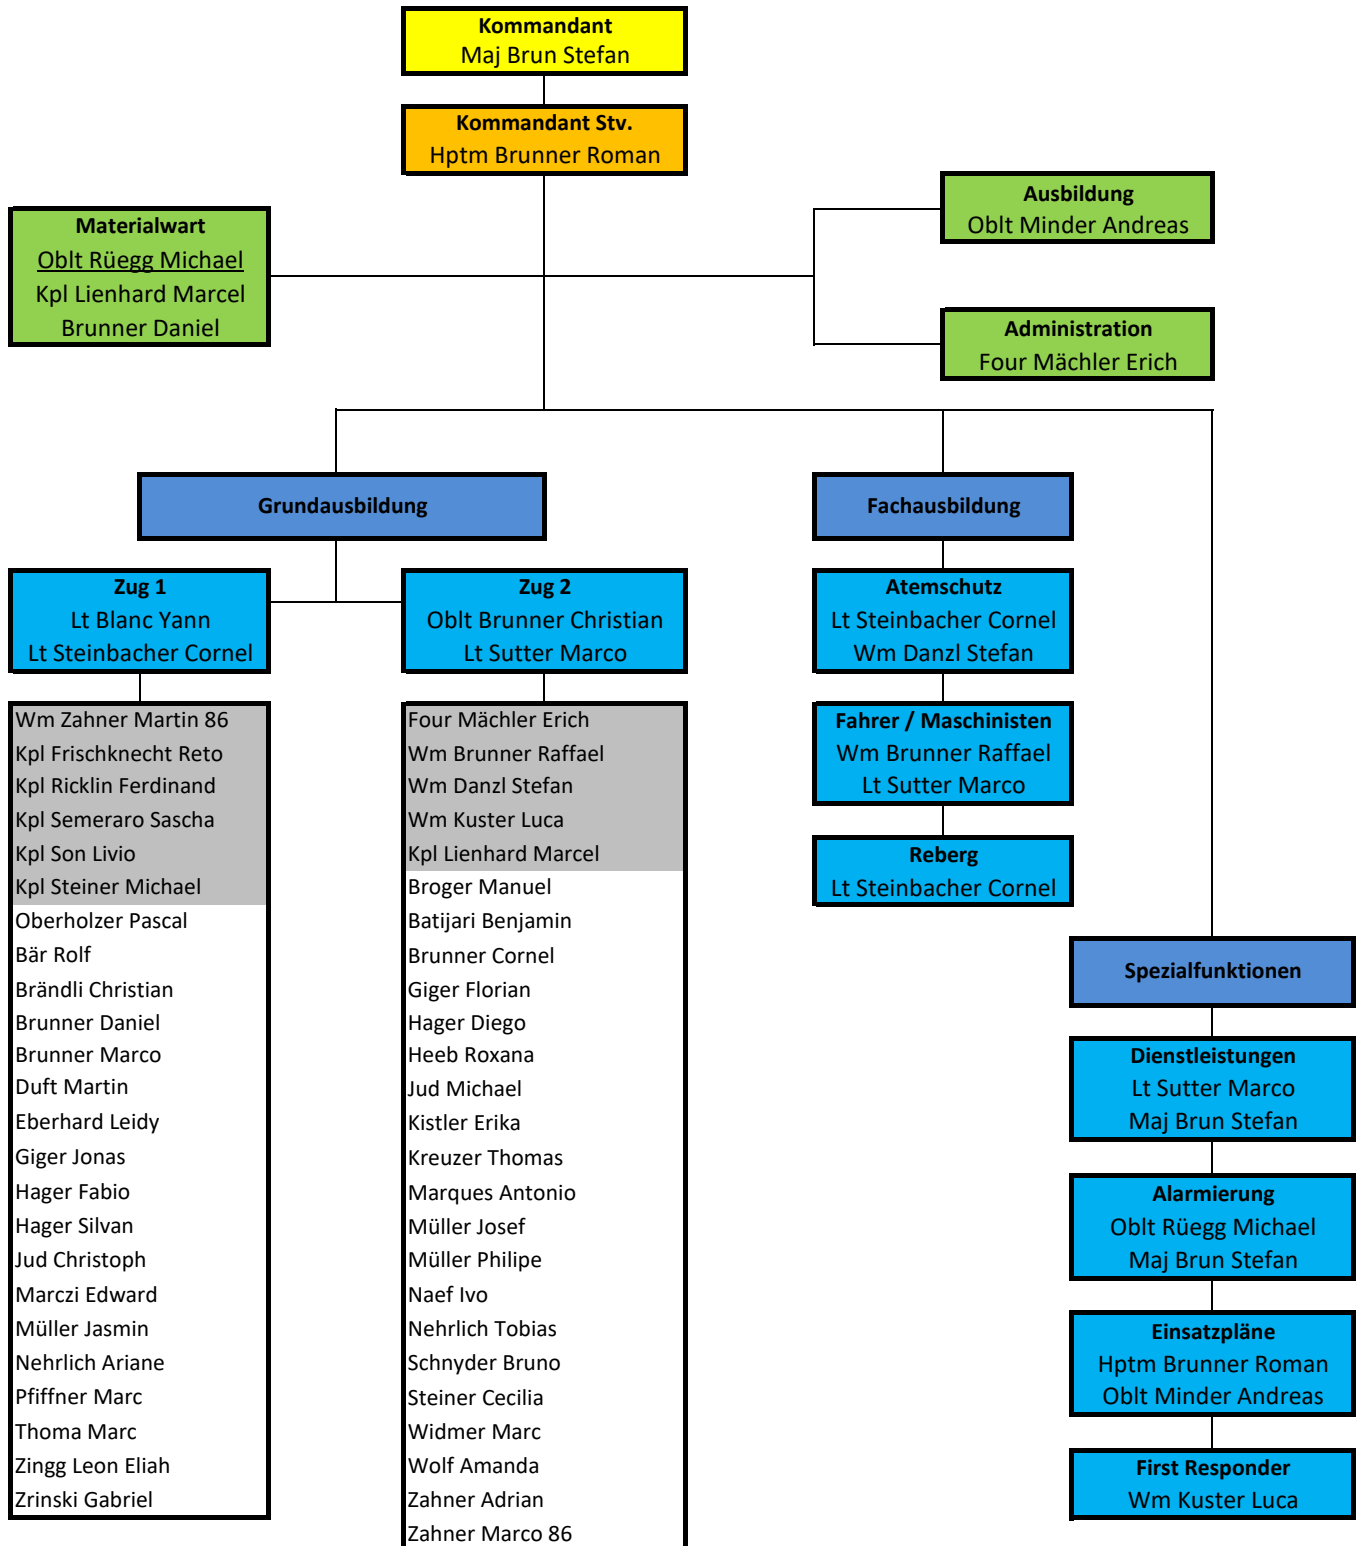 Kommandant
Maj Brun Stefan
Kommandant Stv.
Hptm Brunner Roman
Materialwart
Oblt Rüegg Michael
Kpl Lienhard Marcel
Brunner Daniel
Ausbildung
Oblt Minder Andreas
Administration
Four Mächler Erich
Grundausbildung
Zug 1
Lt Blanc Yann
Lt Steinbacher Cornel
Wm Zahner Martin 86
Kpl Frischknecht Reto
Kpl Ricklin Ferdinand
Kpl Semeraro Sascha
Kpl Son Livio
Kpl Steiner Michael
Oberholzer Pascal
Bär Rolf
Brändli Christian
Brunner Daniel
Brunner Marco
Duft Martin
Eberhard Leidy
Giger Jonas
Hager Fabio
Hager Silvan
Jud Christoph
Marczi Edward
Müller Jasmin
Nehrlich Ariane
Pfiffner Marc
Thoma Marc
Zingg Leon Eliah
Zrinski Gabriel
Zug 2
Oblt Brunner Christian
Lt Sutter Marco
Four Mächler Erich
Wm Brunner Raffael
Wm Danzl Stefan
Wm Kuster Luca
Kpl Lienhard Marcel
Broger Manuel
Batijari Benjamin
Brunner Cornel
Giger Florian
Hager Diego
Heeb Roxana
Jud Michael
Kistler Erika
Kreuzer Thomas
Marques Antonio
Müller Josef
Müller Philipe
Naef Ivo
Nehrlich Tobias
Schnyder Bruno
Steiner Cecilia
Widmer Marc
Wolf Amanda
Zahner Adrian
Zahner Marco 86
Fachausbildung
Atemschutz
Lt Steinbacher Cornel
Wm Danzl Stefan
Fahrer / Maschinisten
Wm Brunner Raffael
Lt Sutter Marco
Reberg
Lt Steinbacher Cornel
Spezialfunktionen
Dienstleistungen
Lt Sutter Marco
Maj Brun Stefan
Alarmierung
Oblt Rüegg Michael
Maj Brun Stefan
Einsatzpläne
Hptm Brunner Roman
Oblt Minder Andreas
First Responder
Wm Kuster Luca